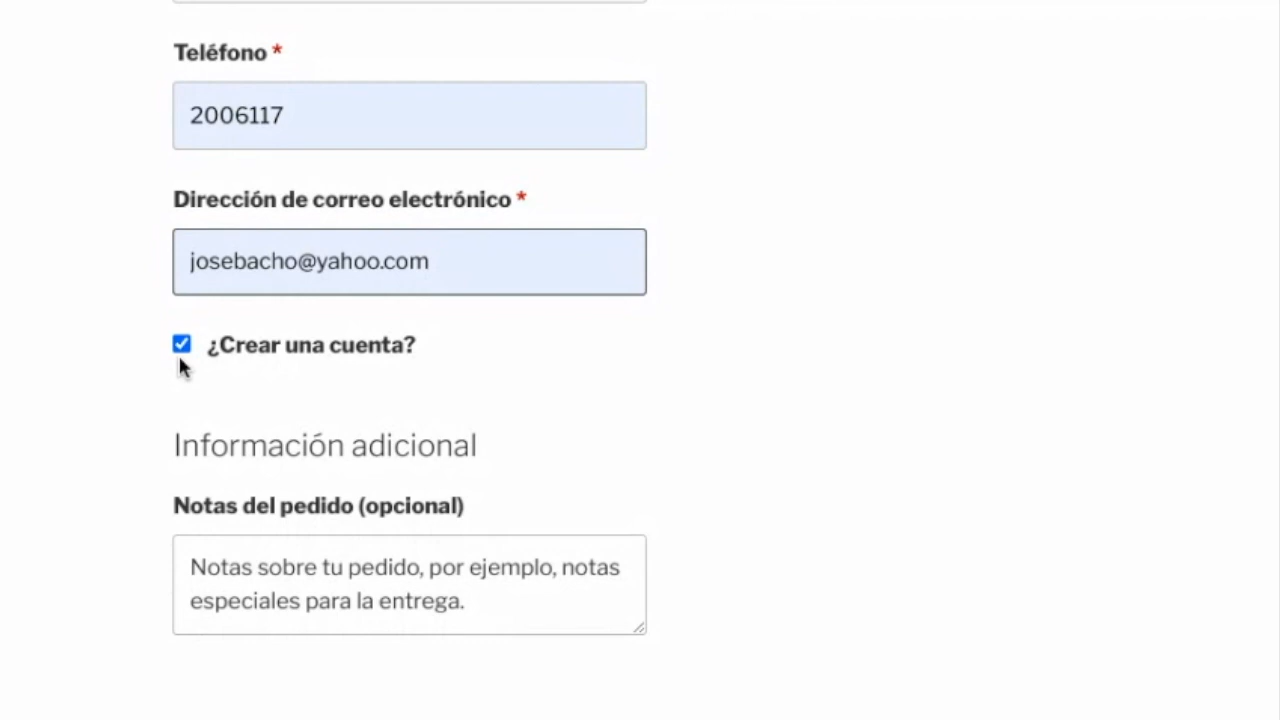 Teléfono *
2006117
Dirección de correo electrónico *
josebacho@yahoo.com
¿Crear una cuenta?
Información adicional
Notas del pedido (opcional)
Notas sobre tu pedido, por ejemplo, notas
especiales para la entrega.